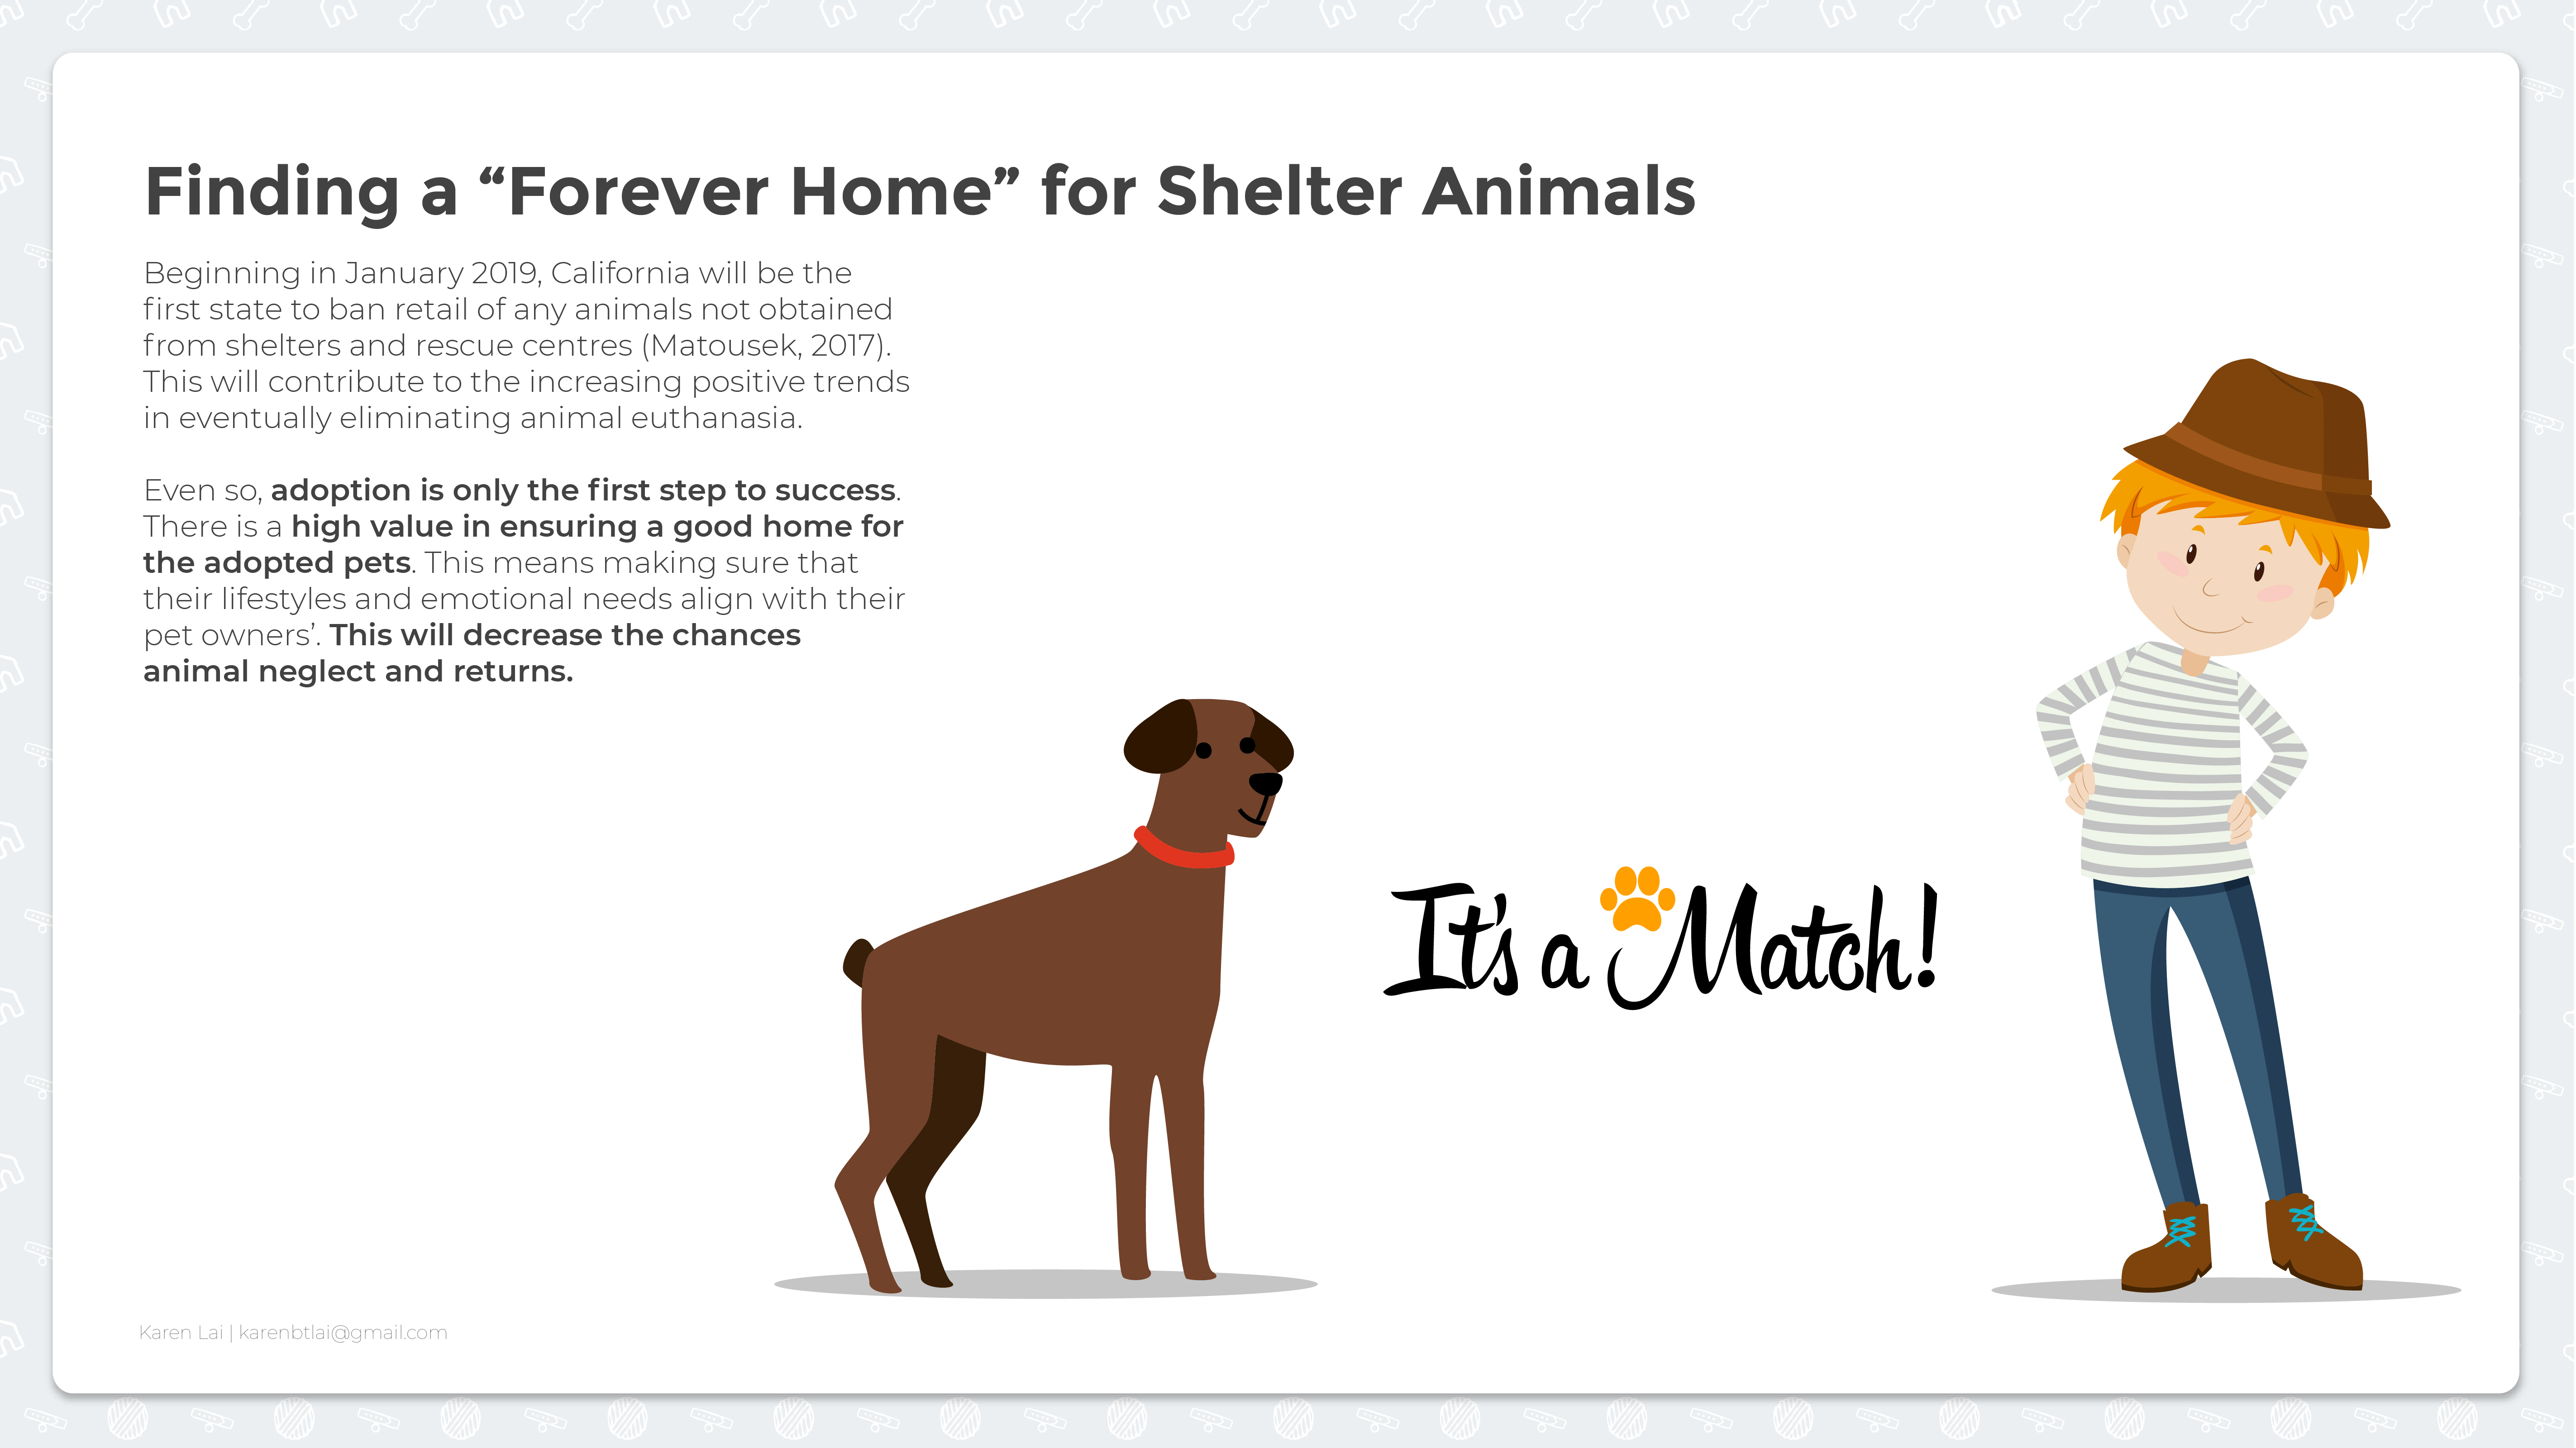 Finding a “Forever Home” for Shelter Animals
Beginning in January 2019, California will be the
first state to ban retail of any animals not obtained
from shelters and rescue centres (Matousek, 2017).
This will contribute to the increasing positive trends
in eventually eliminating animal euthanasia.
Even so, adoption is only the first step to success.
There is a high value in ensuring a good home for
the adopted pets. This means making sure that
their lifestyles and emotional needs align with their
pet owners’. This will decrease the chances
animal neglect and returns.
It's a Match!
Karen Lai | karenbtlai@gmail.com